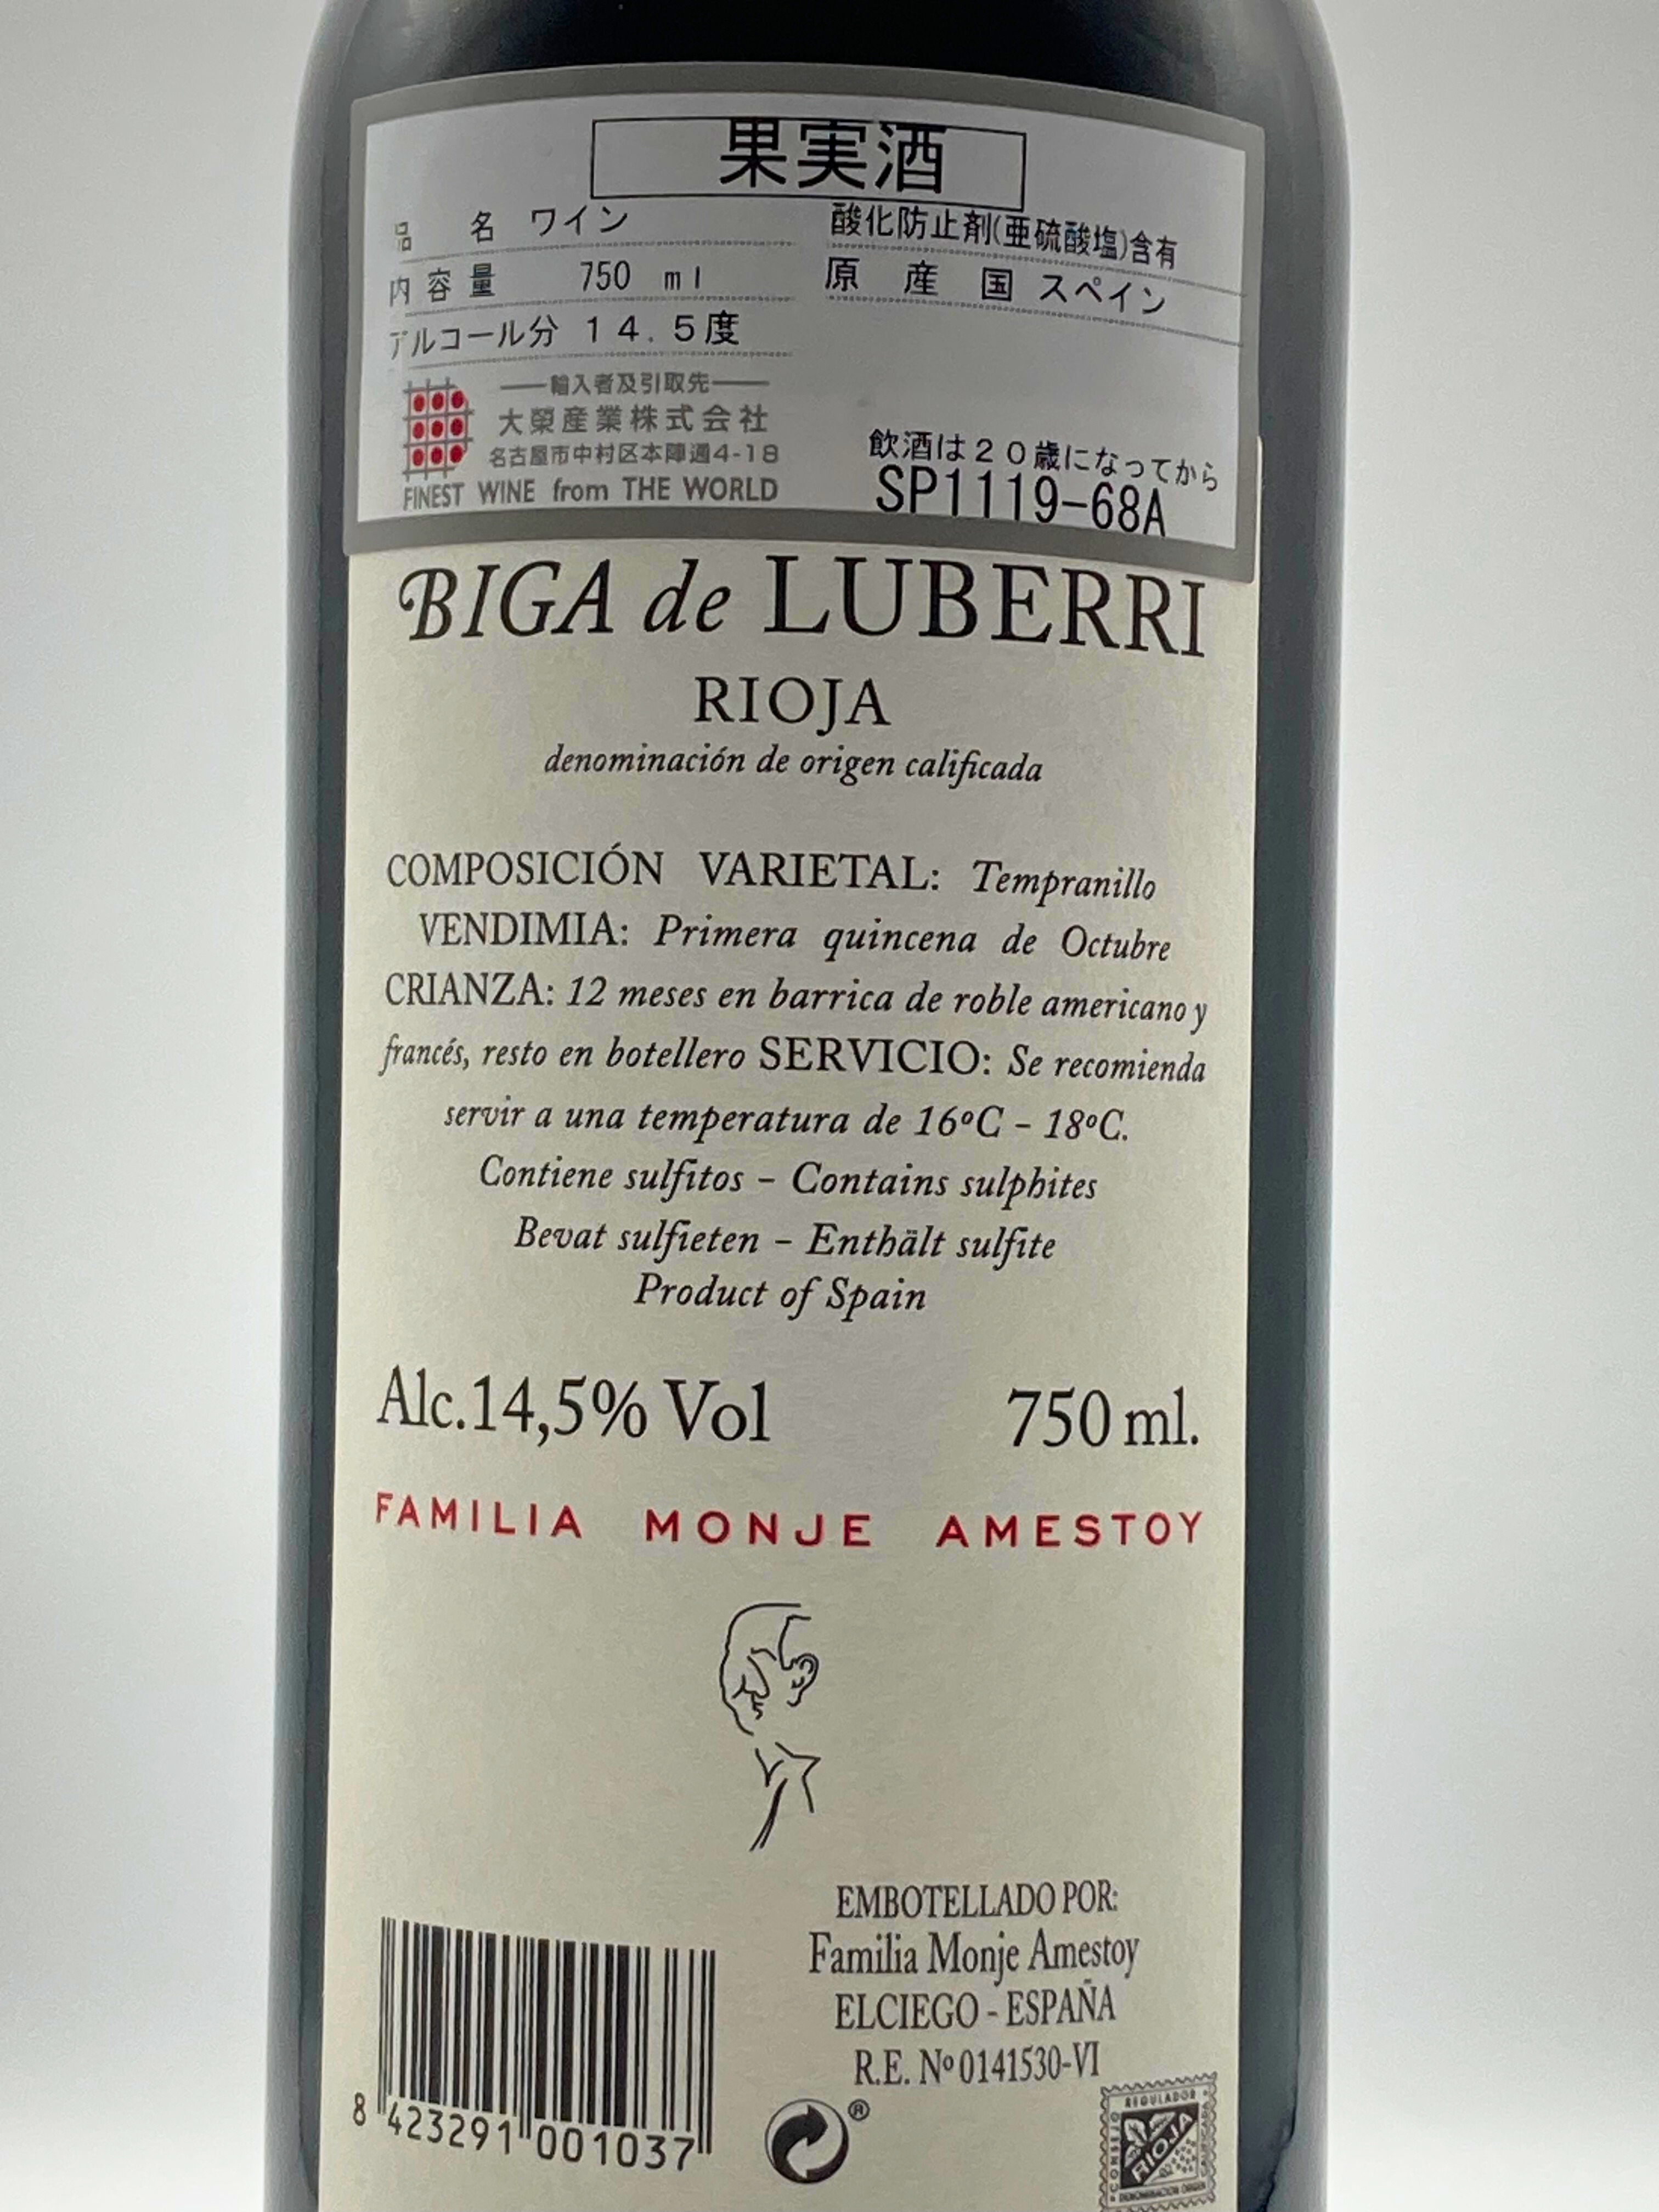 果実酒
品 名 ワイン
酸化防止剤(亜硫酸塩)含有
内容量 750 ml
原産国 スペイン
アルコール分 14.5度
輸入者及引取先
大榮産業株式会社
名古屋市中村区本陣通4-18
FINEST WINE from THE WORLD
飲酒は20歳になってから
SP1119-68A
BIGA de LUBERRI
RIOJA
denominación de origen calificada
COMPOSICIÓN VARIETAL: Tempranillo
VENDIMIA: Primera quincena de Octubre
CRIANZA: 12 meses en barrica de roble americano y
francés, resto en botellero SERVICIO: Se recomienda
servir a una temperatura de 16ºC - 18ºC.
Contiene sulfitos - Contains sulphites
Bevat sulfieten - Enthält sulfite
Product of Spain
Alc.14,5% Vol 750 ml.
FAMILIA MONJE AMESTOY
EMBOTELLADO POR:
Familia Monje Amestoy
ELCIEGO - ESPAÑA
R.E. Nº 0141530-VI
8 423291 001037
®
CONSEJO REGULADOR
RIOJA
DENOMINACION ORIGEN CALIFICADA